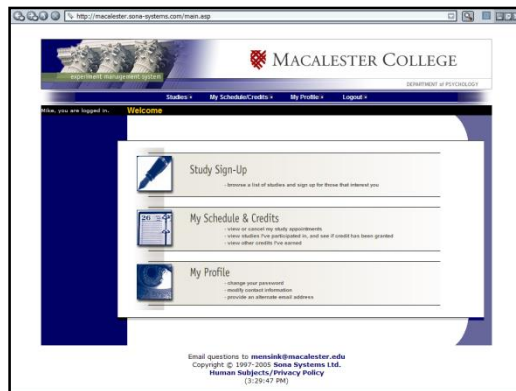 http://macalester.sona-systems.com/main.asp
MACALESTER COLLEGE
experiment management system
DEPARTMENT of PSYCHOLOGY
Studies My Schedule/Credits My Profile Logout
Mike, you are logged in. Welcome
Study Sign-Up
- browse a list of studies and sign up for those that interest you
26
My Schedule & Credits
- view or cancel my study appointments
- view studies I've participated in, and see if credit has been granted
- view other credits I've earned
My Profile
- change your password
- modify contact information
- provide an alternate email address
Email questions to mensink@macalester.edu
Copyright © 1997-2005 Sona Systems Ltd.
Human Subjects/Privacy Policy
(3:29:47 PM)